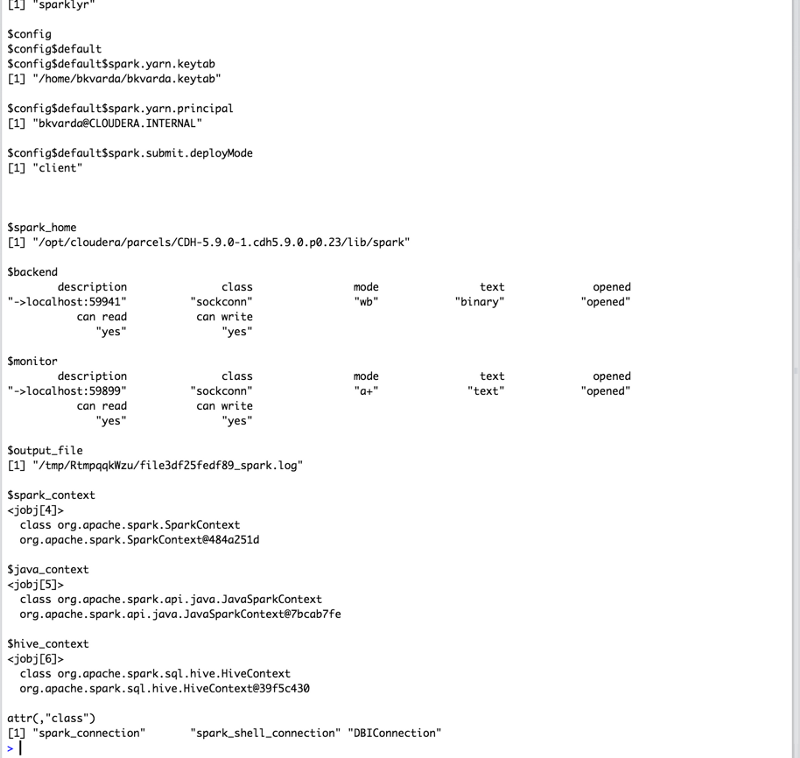 [1] "sparklyr"
$config
$config$default
$config$default$spark.yarn.keytab
[1] "/home/bkvarda/bkvarda.keytab"
$config$default$spark.yarn.principal
[1] "bkvarda@CLOUDERA.INTERNAL"
$config$default$spark.submit.deployMode
[1] "client"
$spark_home
[1] "/opt/cloudera/parcels/CDH-5.9.0-1.cdh5.9.0.p0.23/lib/spark"
$backend
description class mode text opened
"->localhost:59941" "sockconn" "wb" "binary" "opened"
can read can write
"yes" "yes"
$monitor
description class mode text opened
"->localhost:59899" "sockconn" "a+" "text" "opened"
can read can write
"yes" "yes"
$output_file
[1] "/tmp/RtmpqqkWzu/file3df25fedf89_spark.log"
$spark_context
<jobj[4]>
class org.apache.spark.SparkContext
org.apache.spark.SparkContext@484a251d
$java_context
<jobj[5]>
class org.apache.spark.api.java.JavaSparkContext
org.apache.spark.api.java.JavaSparkContext@7bcab7fe
$hive_context
<jobj[6]>
class org.apache.spark.sql.hive.HiveContext
org.apache.spark.sql.hive.HiveContext@39f5c430
attr(,"class")
[1] "spark_connection" "spark_shell_connection" "DBIConnection"
>